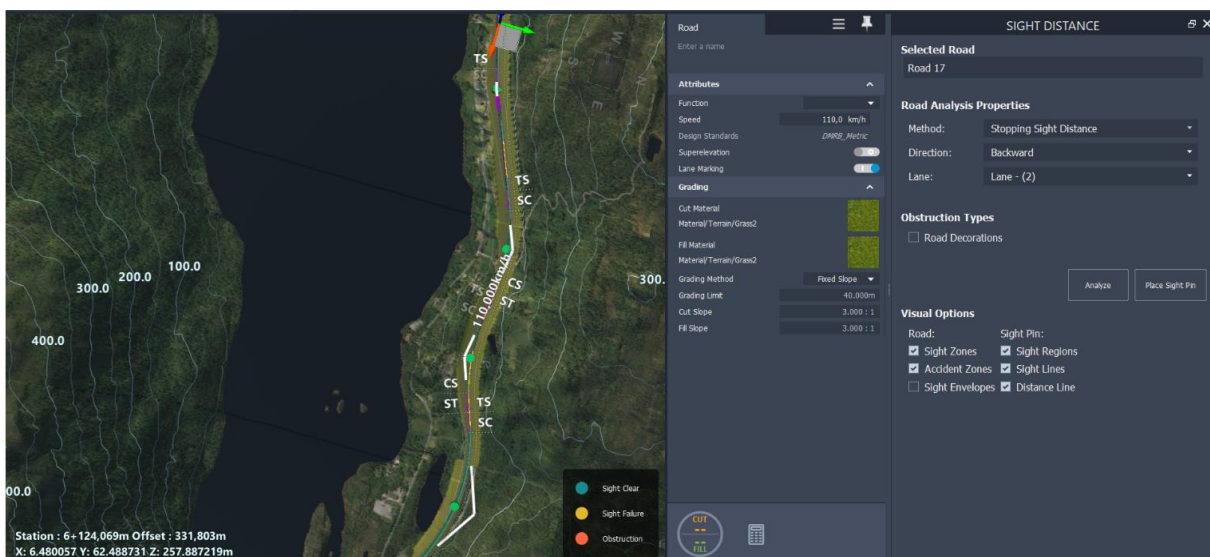 TS
W
S
N
E
TS
SC
100.0
200.0
300.0
400.0
300.
00.0
110.000km/h
CS
ST
TS
SC
CS
ST
TS
SC
Sight Clear
Sight Failure
Obstruction
Station : 6+124,069m Offset : 331,803m
X: 6.480057 Y: 62.488731 Z: 257.887219m
Road
Enter a name
Attributes
Function
Speed 110,0 km/h
Design Standards DMRB_Metric
Superelevation
Lane Marking
Grading
Cut Material
Material/Terrain/Grass2
Fill Material
Material/Terrain/Grass2
Grading Method Fixed Slope
Grading Limit 40.000m
Cut Slope 3.000 : 1
Fill Slope 3.000 : 1
CUT
--
--
FILL
SIGHT DISTANCE
Selected Road
Road 17
Road Analysis Properties
Method: Stopping Sight Distance
Direction: Backward
Lane: Lane - (2)
Obstruction Types
Road Decorations
Analyze Place Sight Pin
Visual Options
Road: Sight Pin:
Sight Zones Sight Regions
Accident Zones Sight Lines
Sight Envelopes Distance Line